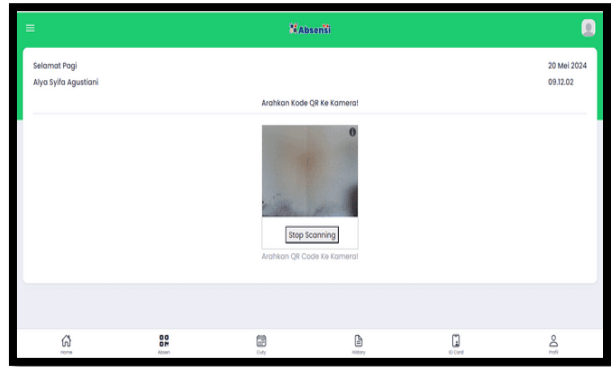 Absensi
Selamat Pagi
20 Mei 2024
Alya Syifa Agustiani
09.12.02
Arahkan Kode QR Ke Kamera!
Stop Scanning
Arahkan QR Code Ke Kamera!
Home
Absen
Cuty
History
ID Card
Profil